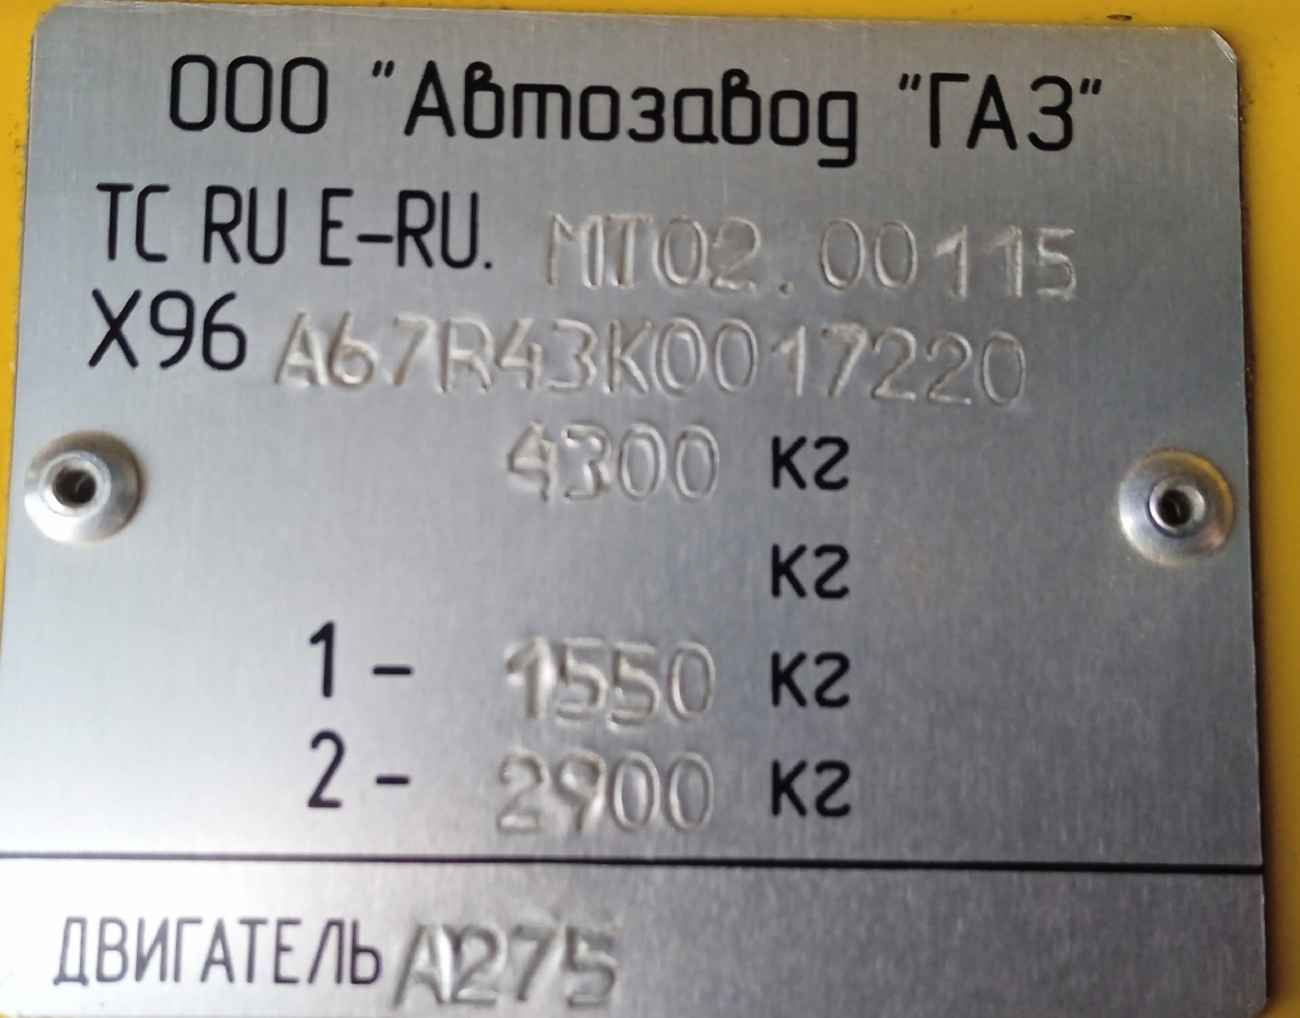 ООО "Автозавод "ГАЗ"
ТС RU E-RU. МТ02.00115
X96 A67R43K0017220
4300 кг
кг
1 - 1550 кг
2 - 2900 кг
ДВИГАТЕЛЬ А275